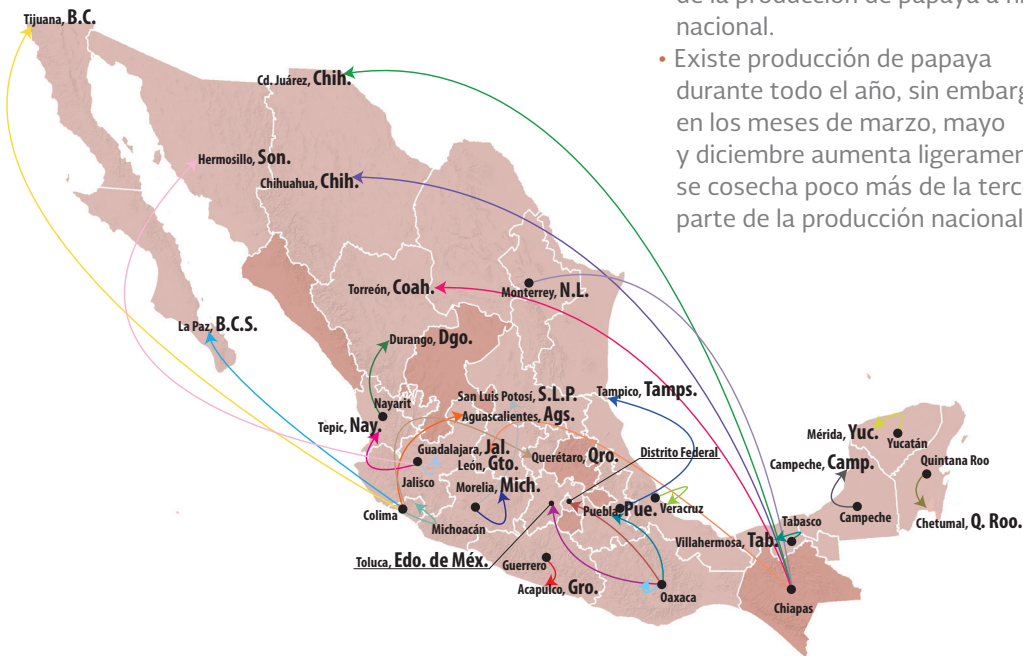 de la producción de papaya a
nacional.
• Existe producción de papaya
durante todo el año, sin
en los meses de marzo, mayo
y diciembre aumenta
se cosecha poco más de la
parte de la producción nacional
Tijuana, B.C.
Cd. Juárez, Chih.
Hermosillo, Son.
Chihuahua, Chih.
Torreón, Coah.
Monterrey, N.L.
La Paz, B.C.S.
Durango, Dgo.
Nayarit
Tepic, Nay.
San Luis Potosí, S.L.P.
Aguascalientes, Ags.
Tampico, Tamps.
Guadalajara, Jal.
León, Gto.
Querétaro, Qro.
Distrito Federal
Jalisco
Morelia, Mich.
Colima
Michoacán
Puebla, Pue.
Veracruz
Toluca, Edo. de Méx.
Guerrero
Acapulco, Gro.
Oaxaca
Mérida, Yuc.
Yucatán
Campeche, Camp.
Quintana Roo
Campeche
Chetumal, Q. Roo.
Tabasco
Villahermosa, Tab.
Chiapas